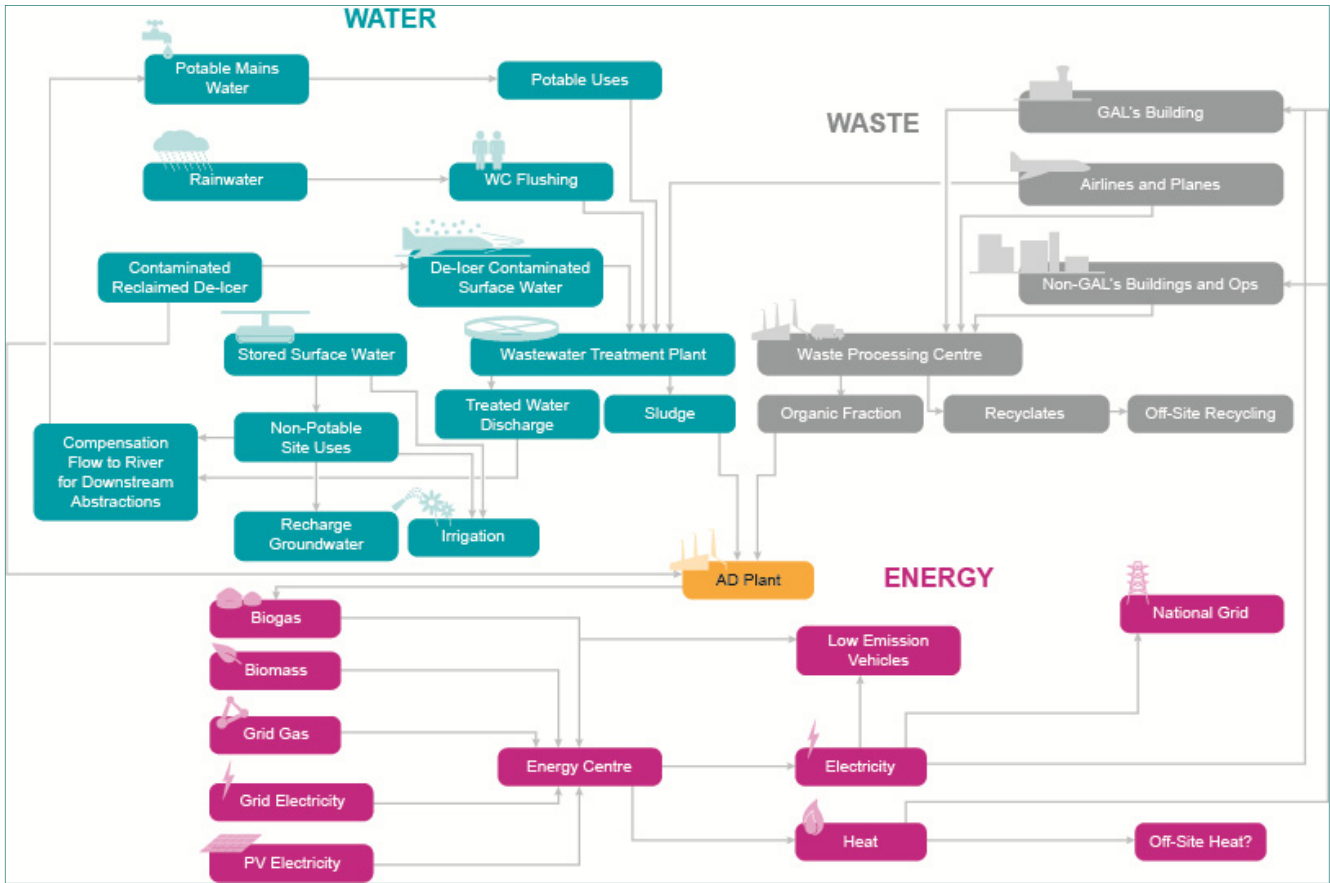 WATER
Potable Mains
Water
Potable Uses
WASTE
GAL's Building
Rainwater
WC Flushing
Airlines and Planes
Contaminated
Reclaimed De-Icer
De-Icer Contaminated
Surface Water
Non-GAL's Buildings and Ops
Stored Surface Water
Wastewater Treatment Plant
Waste Processing Centre
Treated Water
Discharge
Sludge
Organic Fraction
Recyclates
Off-Site Recycling
Non-Potable
Site Uses
Compensation
Flow to River
for Downstream
Abstractions
Recharge
Groundwater
Irrigation
AD Plant
ENERGY
Biogas
National Grid
Low Emission
Vehicles
Biomass
Grid Gas
Energy Centre
Electricity
Grid Electricity
Heat
Off-Site Heat?
PV Electricity